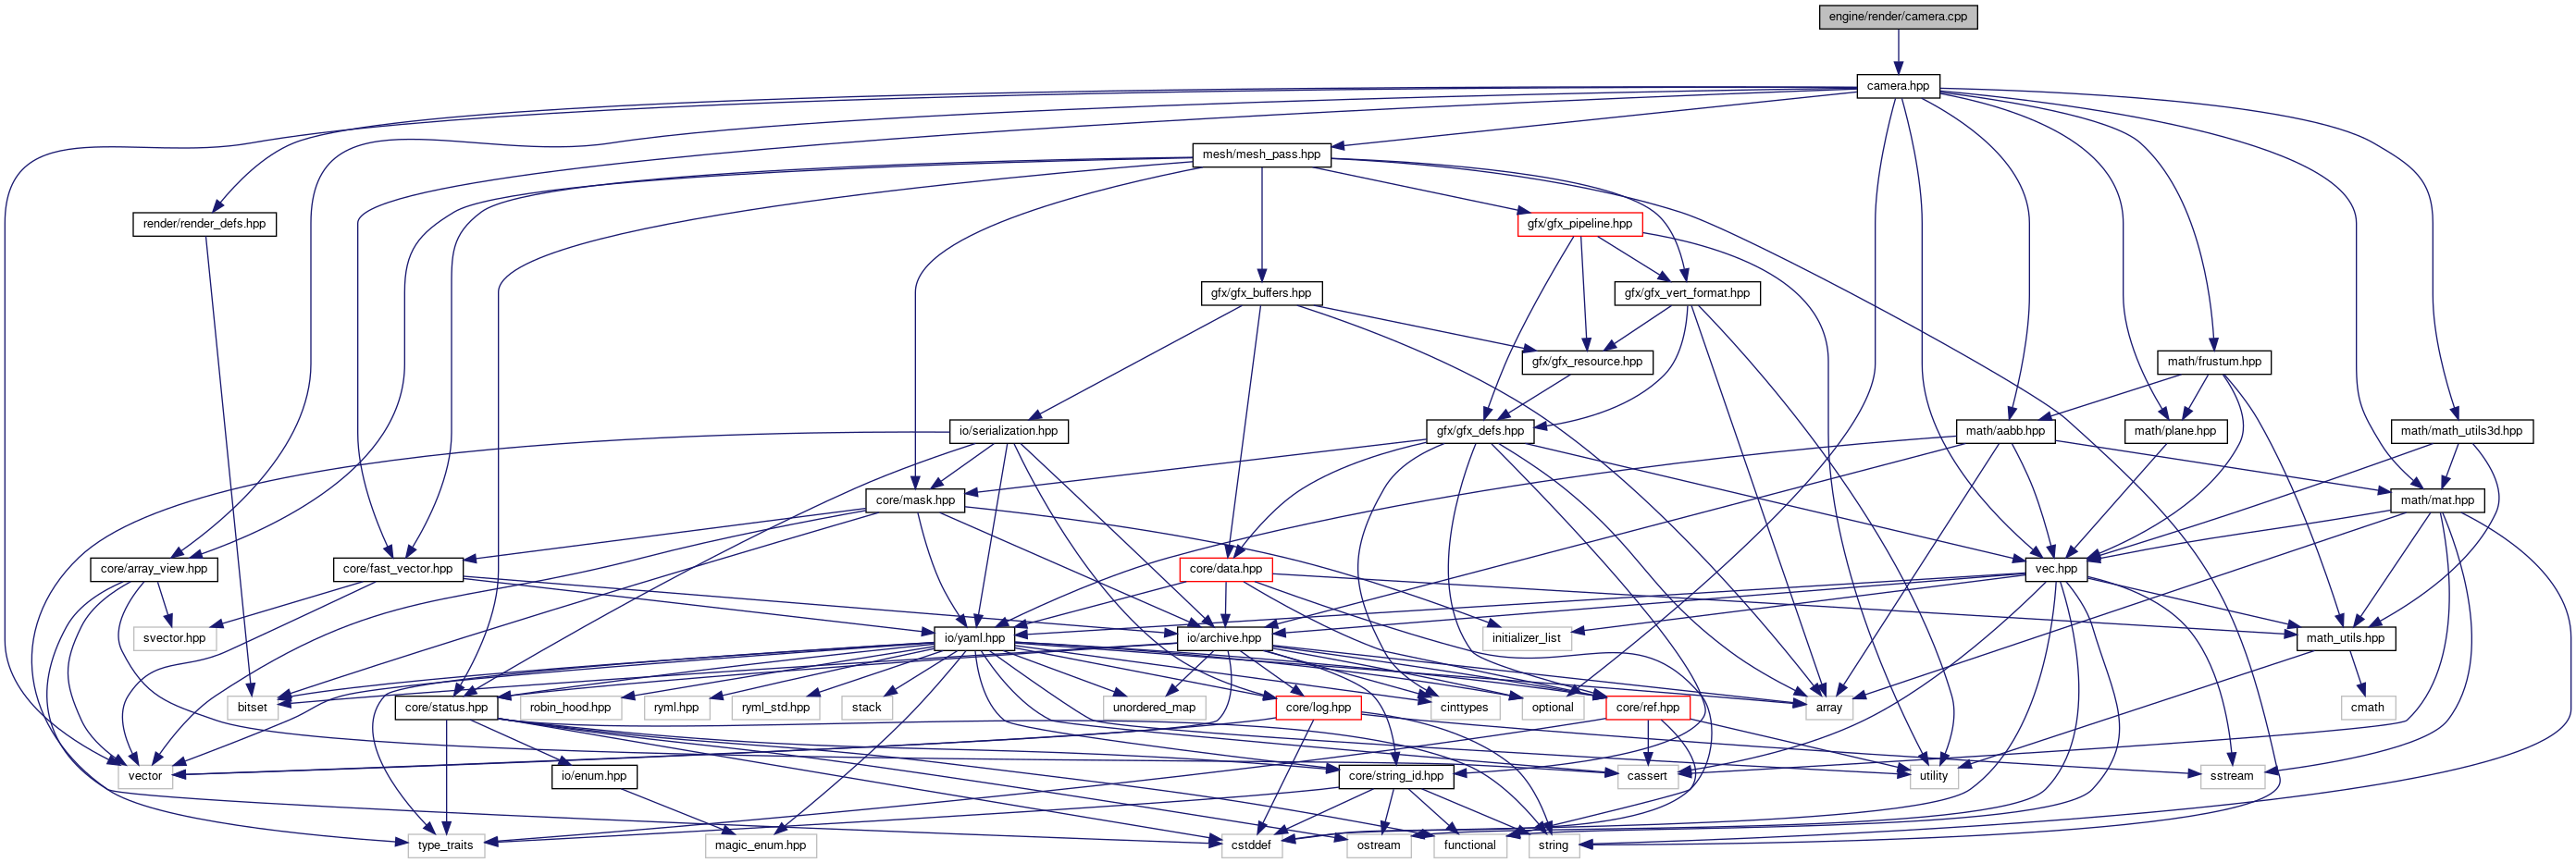 engine/render/camera.cpp
camera.hpp
mesh/mesh_pass.hpp
render/render_defs.hpp
gfx/gfx_pipeline.hpp
gfx/gfx_buffers.hpp
gfx/gfx_vert_format.hpp
gfx/gfx_resource.hpp
math/frustum.hpp
io/serialization.hpp
gfx/gfx_defs.hpp
math/aabb.hpp
math/plane.hpp
math/math_utils3d.hpp
core/mask.hpp
math/mat.hpp
core/array_view.hpp
core/fast_vector.hpp
core/data.hpp
vec.hpp
svector.hpp
io/yaml.hpp
io/archive.hpp
initializer_list
math_utils.hpp
bitset
core/status.hpp
robin_hood.hpp
ryml.hpp
ryml_std.hpp
stack
unordered_map
core/log.hpp
cinttypes
optional
core/ref.hpp
array
cmath
vector
io/enum.hpp
core/string_id.hpp
cassert
utility
sstream
type_traits
magic_enum.hpp
cstddef
ostream
functional
string